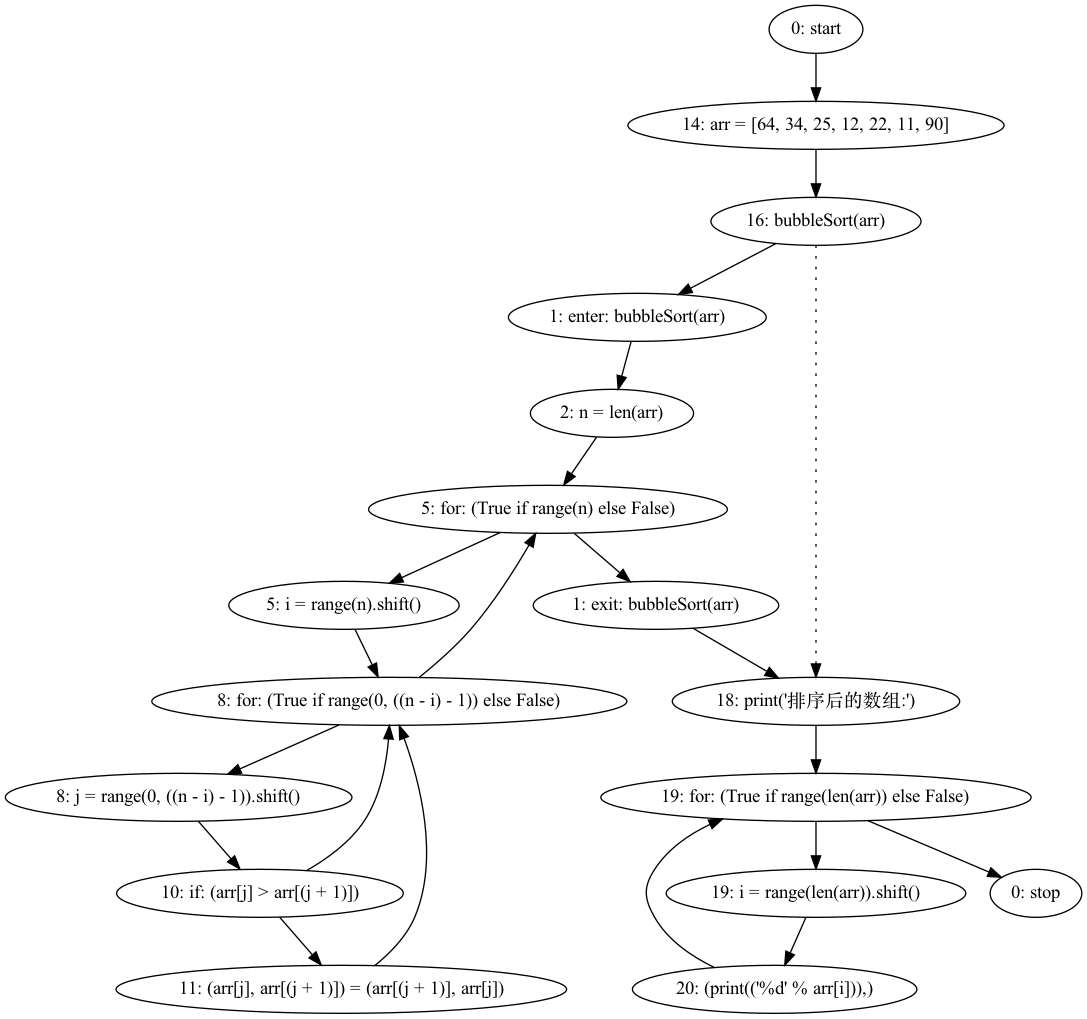 0: start
14: arr = [64, 34, 25, 12, 22, 11, 90]
16: bubbleSort(arr)
1: enter: bubbleSort(arr)
2: n = len(arr)
5: for: (True if range(n) else False)
5: i = range(n).shift()
1: exit: bubbleSort(arr)
8: for: (True if range(0, ((n - i) - 1)) else False)
18: print('排序后的数组:')
8: j = range(0, ((n - i) - 1)).shift()
19: for: (True if range(len(arr)) else False)
10: if: (arr[j] > arr[(j + 1)])
19: i = range(len(arr)).shift()
0: stop
11: (arr[j], arr[(j + 1)]) = (arr[(j + 1)], arr[j])
20: (print(('%d' % arr[i])),)